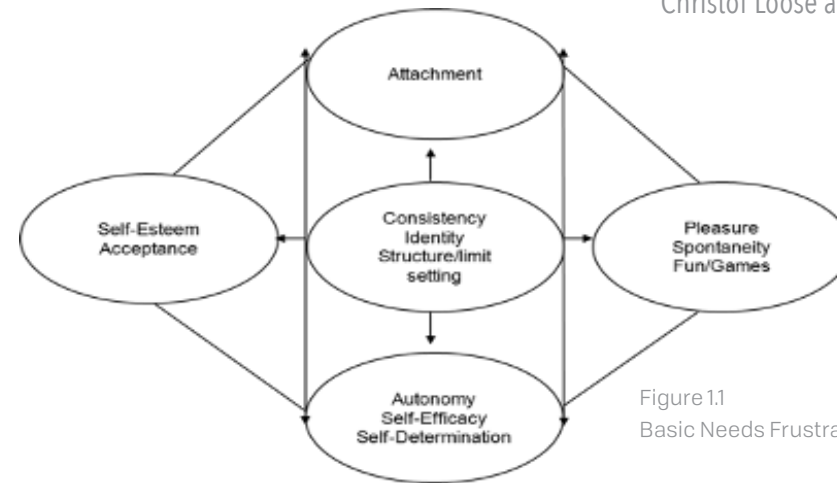 Christof Loose a
Attachment
Self-Esteem
Acceptance
Consistency
Identity
Structure/limit
setting
Pleasure
Spontaneity
Fun/Games
Autonomy
Self-Efficacy
Self-Determination
Figure 1.1
Basic Needs Frustra